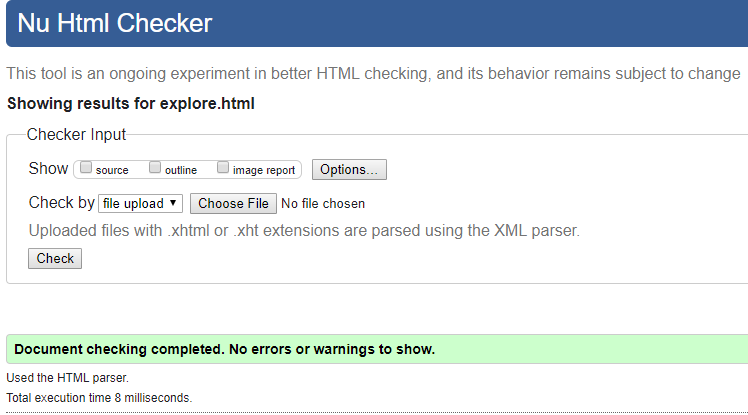 Nu Html Checker
This tool is an ongoing experiment in better HTML checking, and its behavior remains subject to change
Showing results for explore.html
Checker Input
Show source outline image report Options...
Check by file upload Choose File No file chosen
Uploaded files with .xhtml or .xht extensions are parsed using the XML parser.
Check
Document checking completed. No errors or warnings to show.
Used the HTML parser.
Total execution time 8 milliseconds.